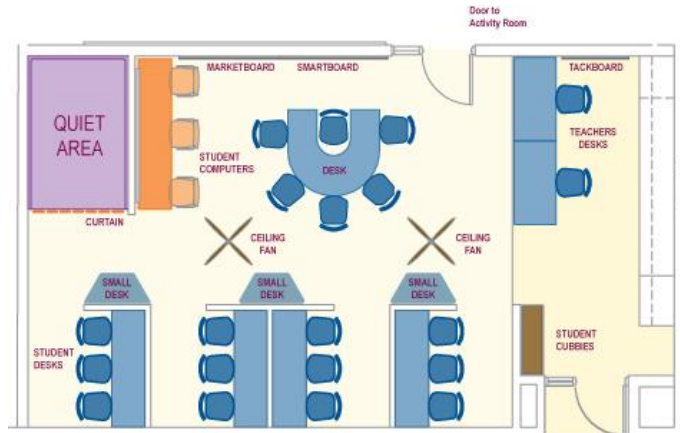 Door to
Activity Room
MARKETBOARD
SMARTBOARD
TACKBOARD
QUIET
AREA
STUDENT
COMPUTERS
DESK
TEACHERS
DESKS
CURTAIN
CEILING
FAN
CEILING
FAN
SMALL
DESK
SMALL
DESK
SMALL
DESK
STUDENT
DESKS
STUDENT
CUBBIES